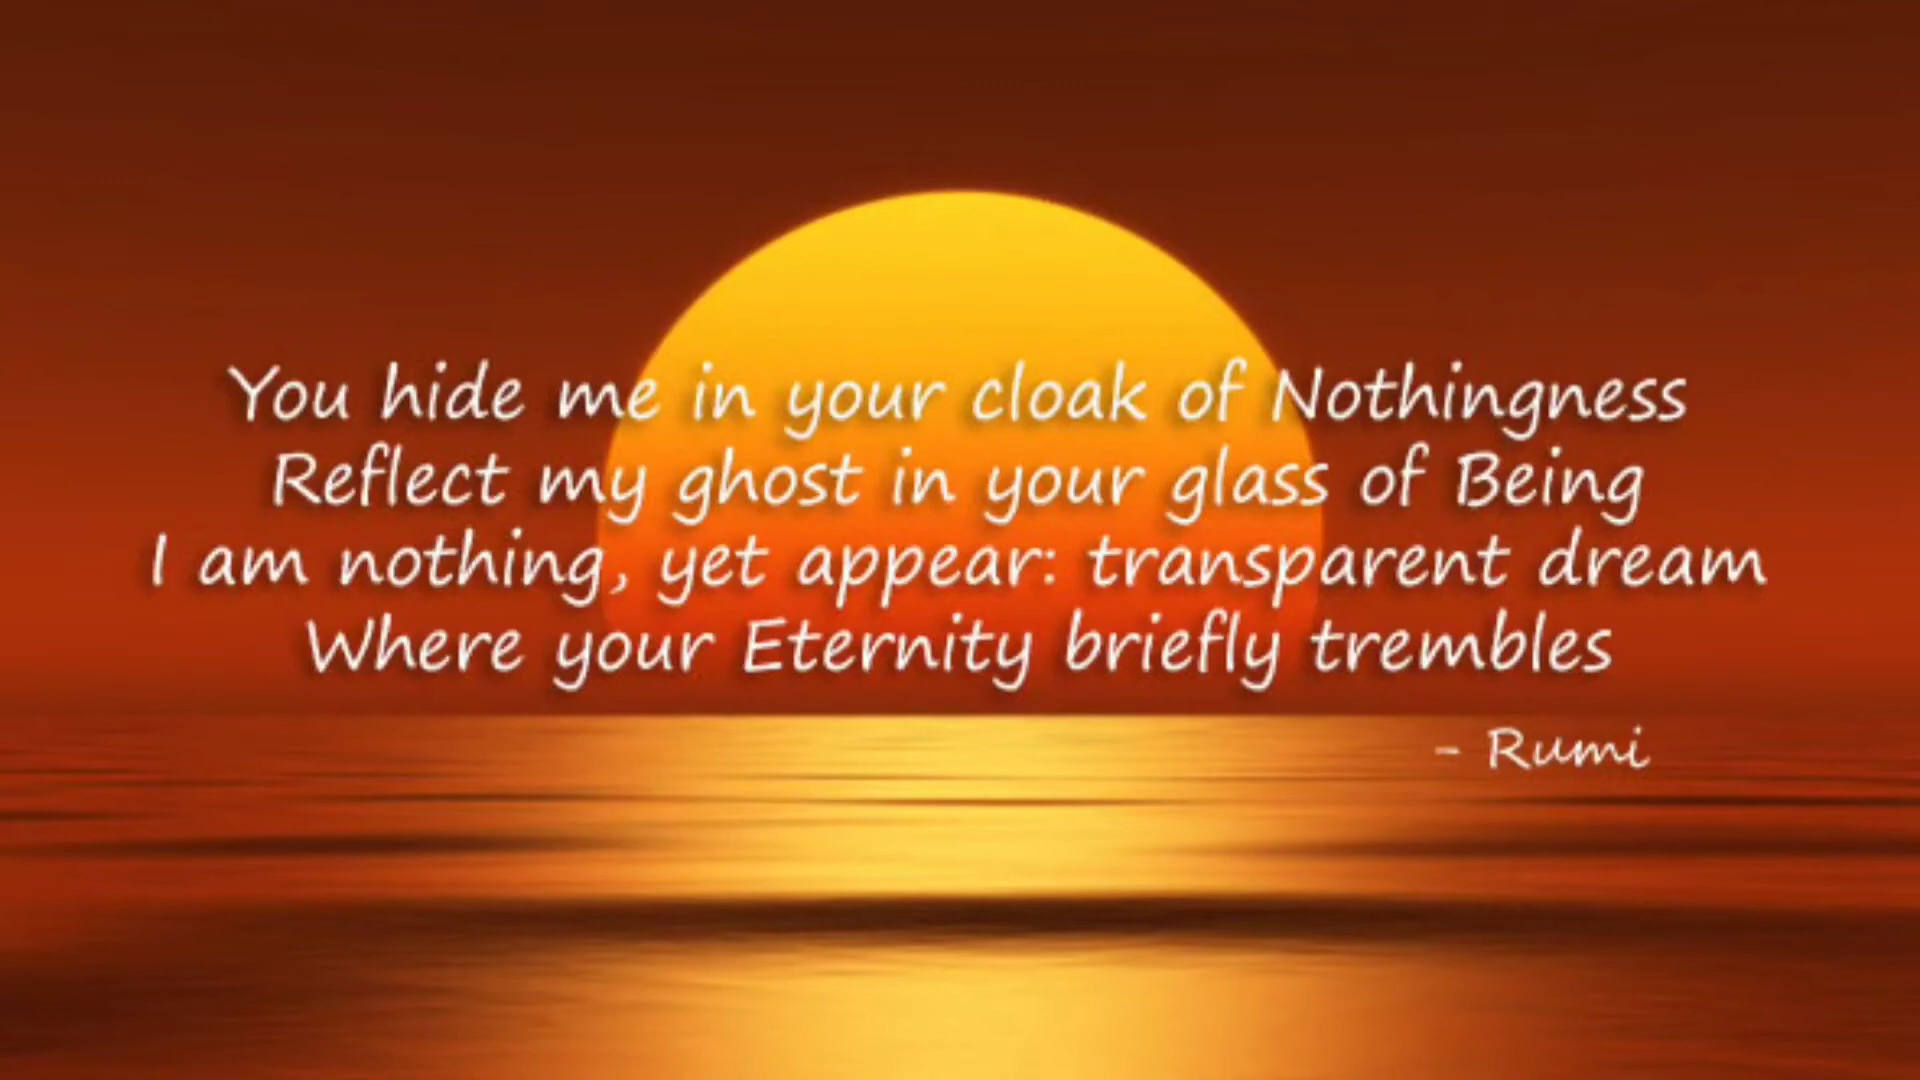 You hide me in your cloak of Nothingness
Reflect my ghost in your glass of Being
I am nothing, yet appear: transparent dream
Where your Eternity briefly trembles
- Rumi